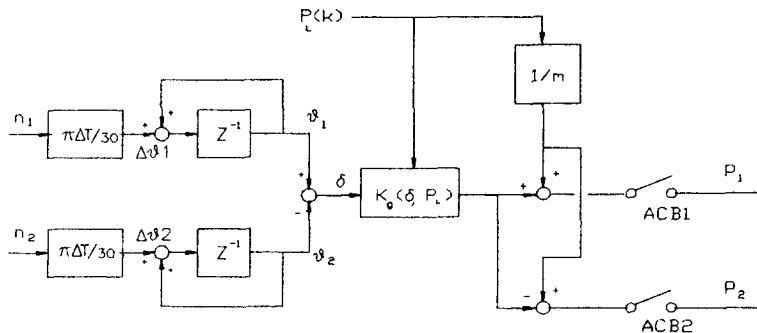 P_L(k)
1/m
n_1
πΔT/30
Δϑ1
+
+
Z^{-1}
ϑ_1
+
-
δ
K_g(δ, P_L)
+
+
P_1
ACB1
n_2
πΔT/30
Δϑ2
+
+
Z^{-1}
ϑ_2
-
+
P_2
ACB2